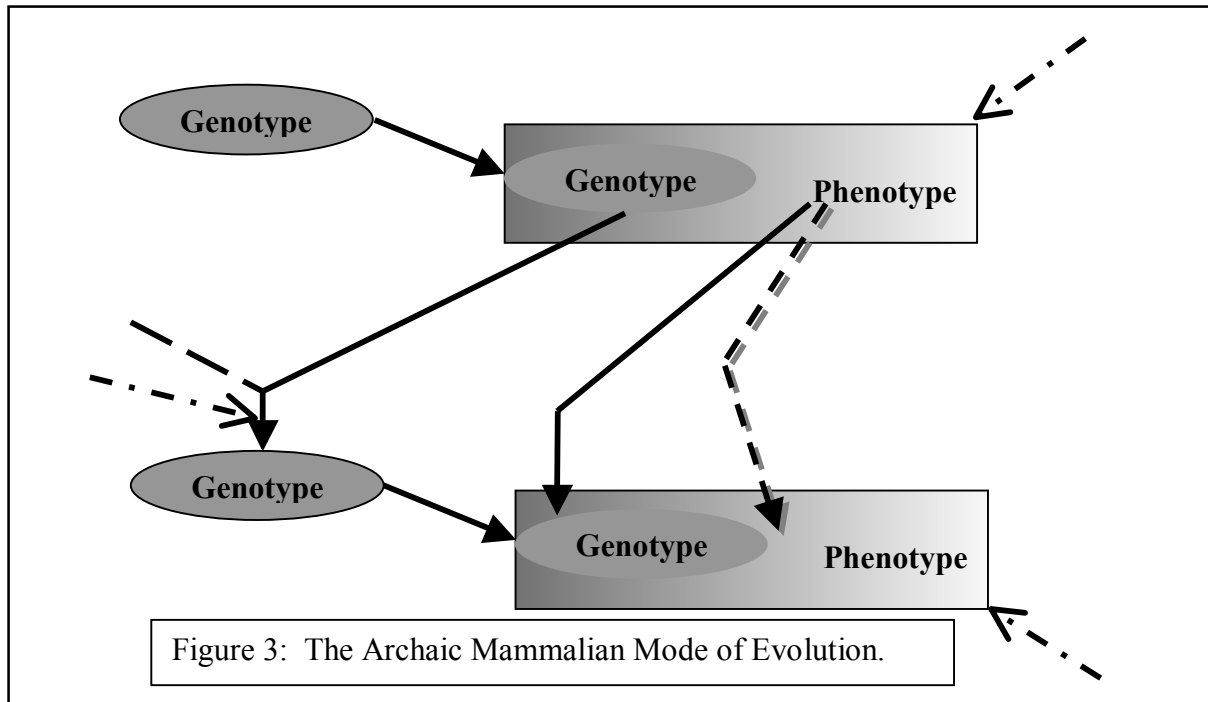 Genotype
Genotype
Phenotype
Genotype
Genotype
Phenotype
Figure 3: The Archaic Mammalian Mode of Evolution.